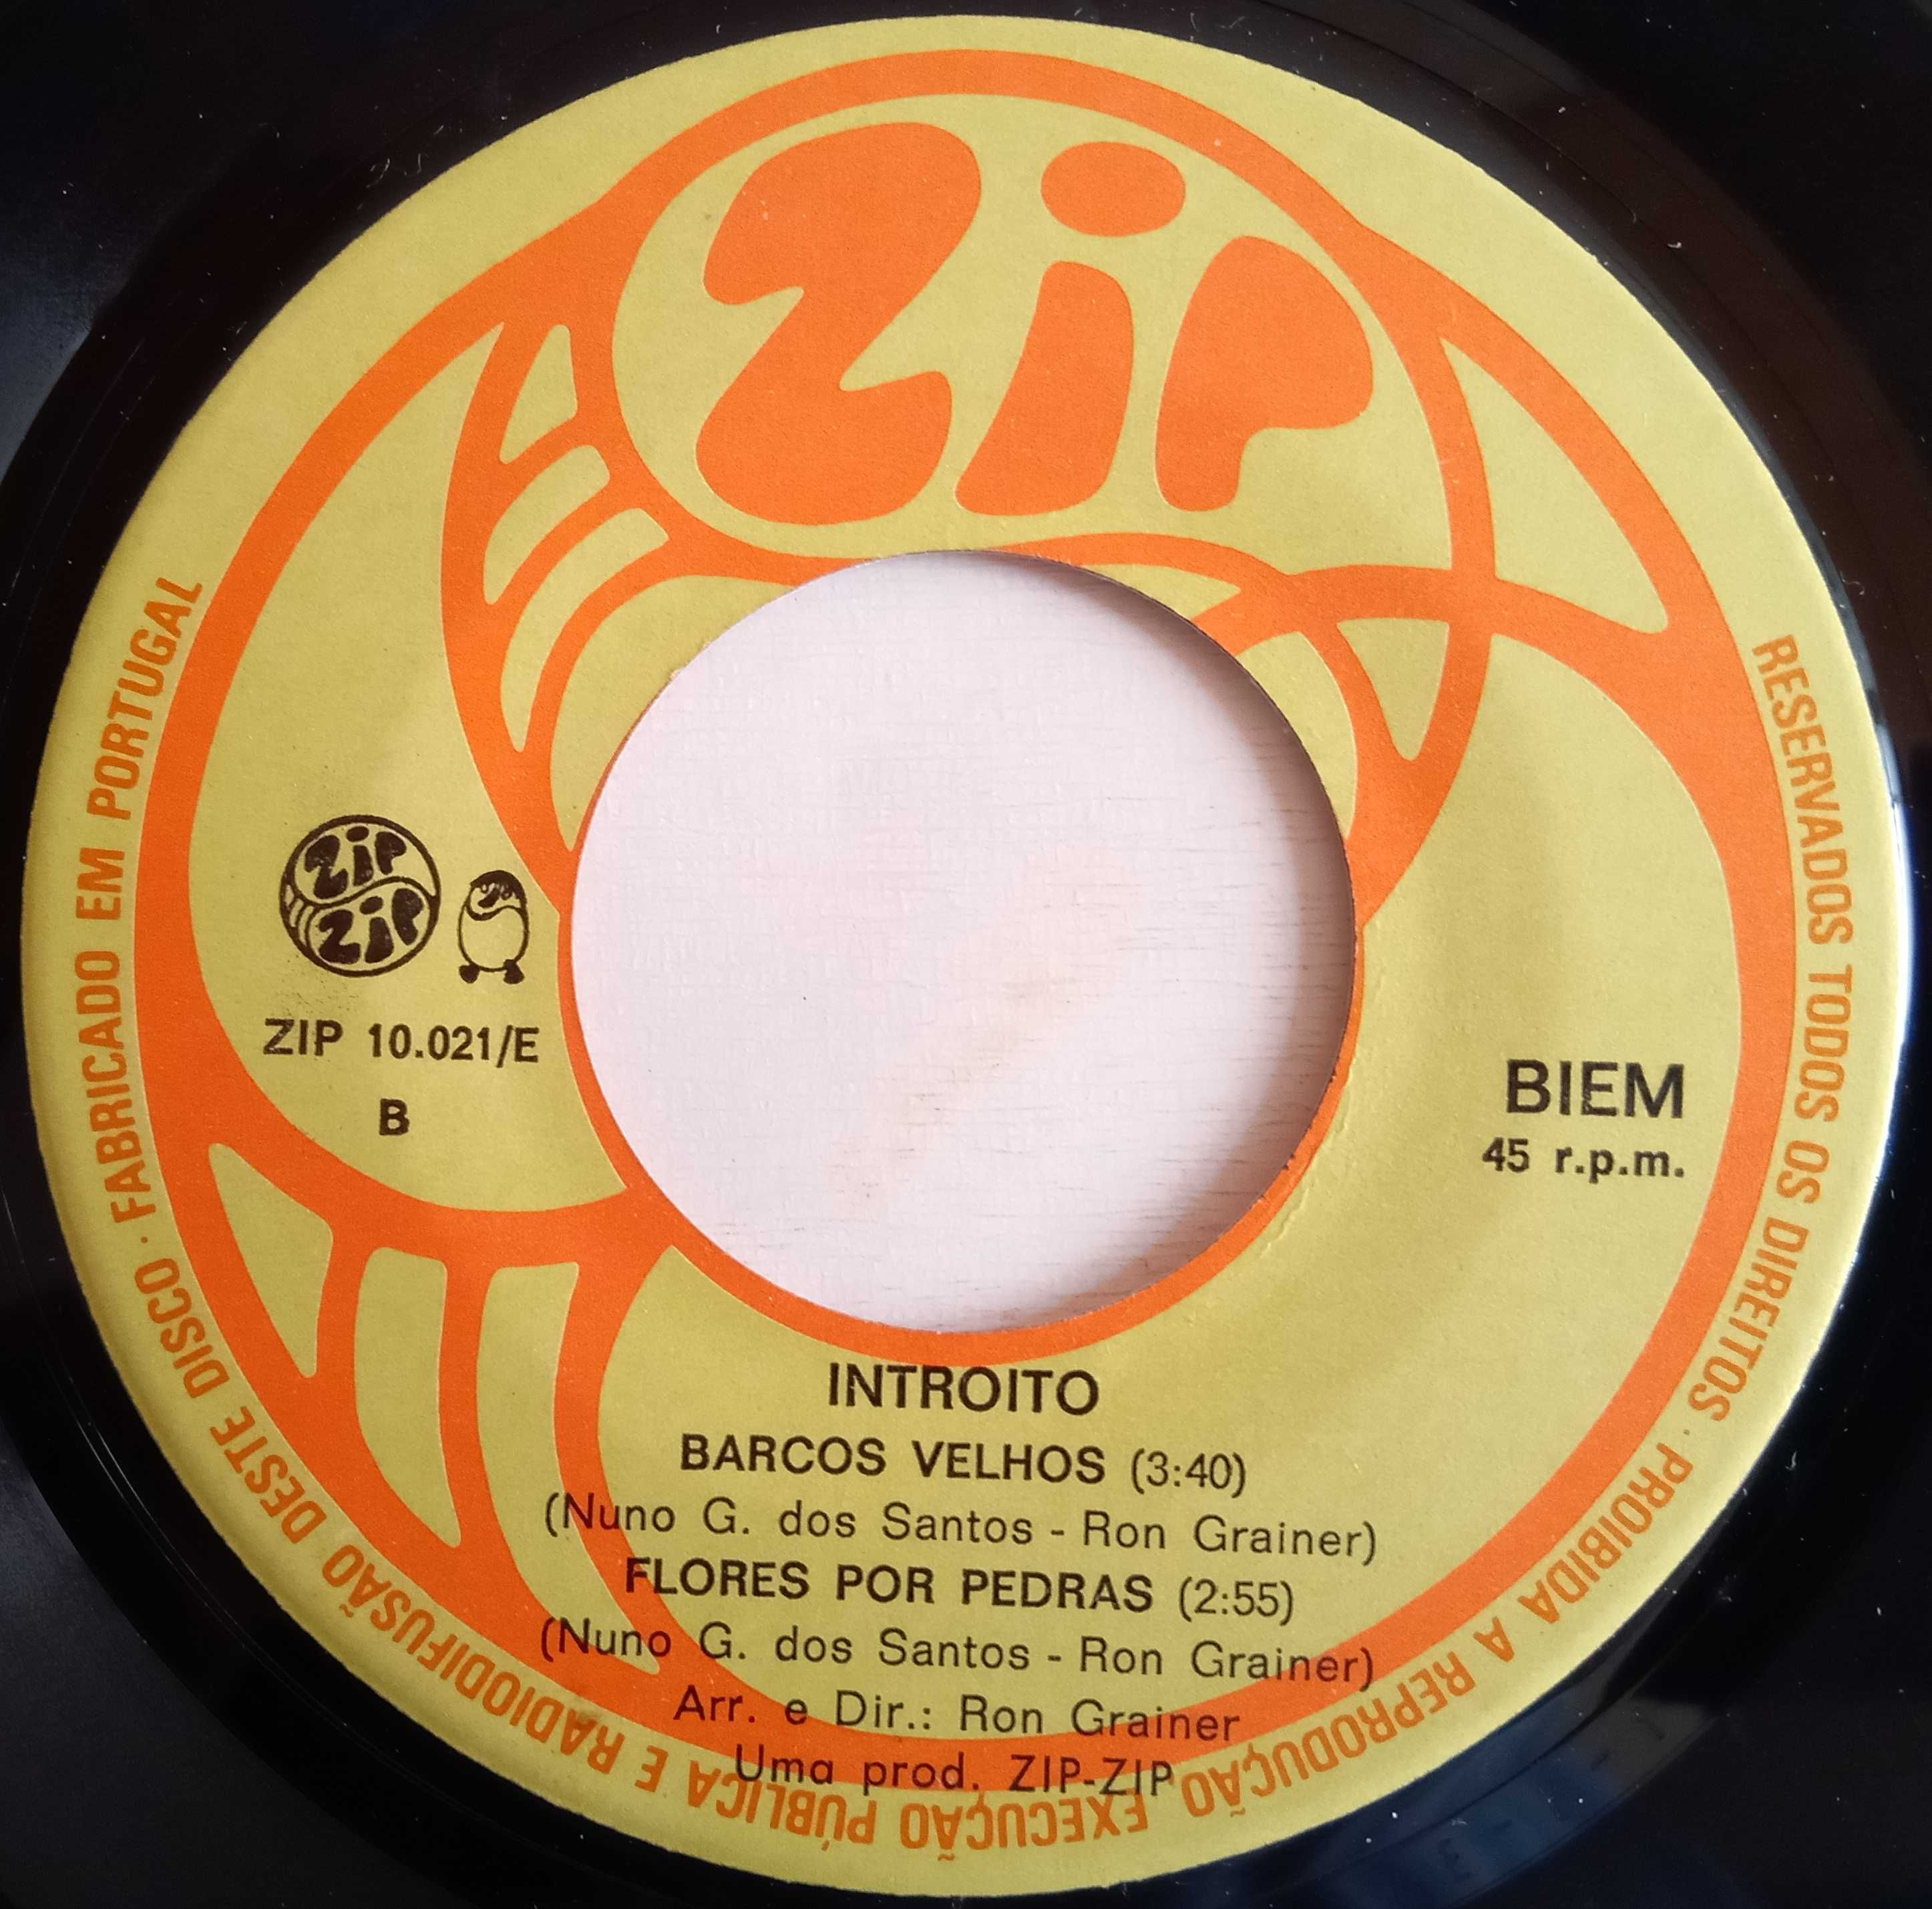 ZiP
ZiP
ZiP
ZIP 10.021/E
B
BIEM
45 r.p.m.
INTROITO
BARCOS VELHOS (3:40)
(Nuno G. dos Santos - Ron Grainer)
FLORES POR PEDRAS (2:55)
(Nuno G. dos Santos - Ron Grainer)
Arr. e Dir.: Ron Grainer
Uma prod. ZIP-ZIP
RESERVADOS TODOS OS DIREITOS · PROIBIDA A REPRODUÇÃO, EXECUÇÃO PÚBLICA E RADIODIFUSÃO DESTE DISCO · FABRICADO EM PORTUGAL